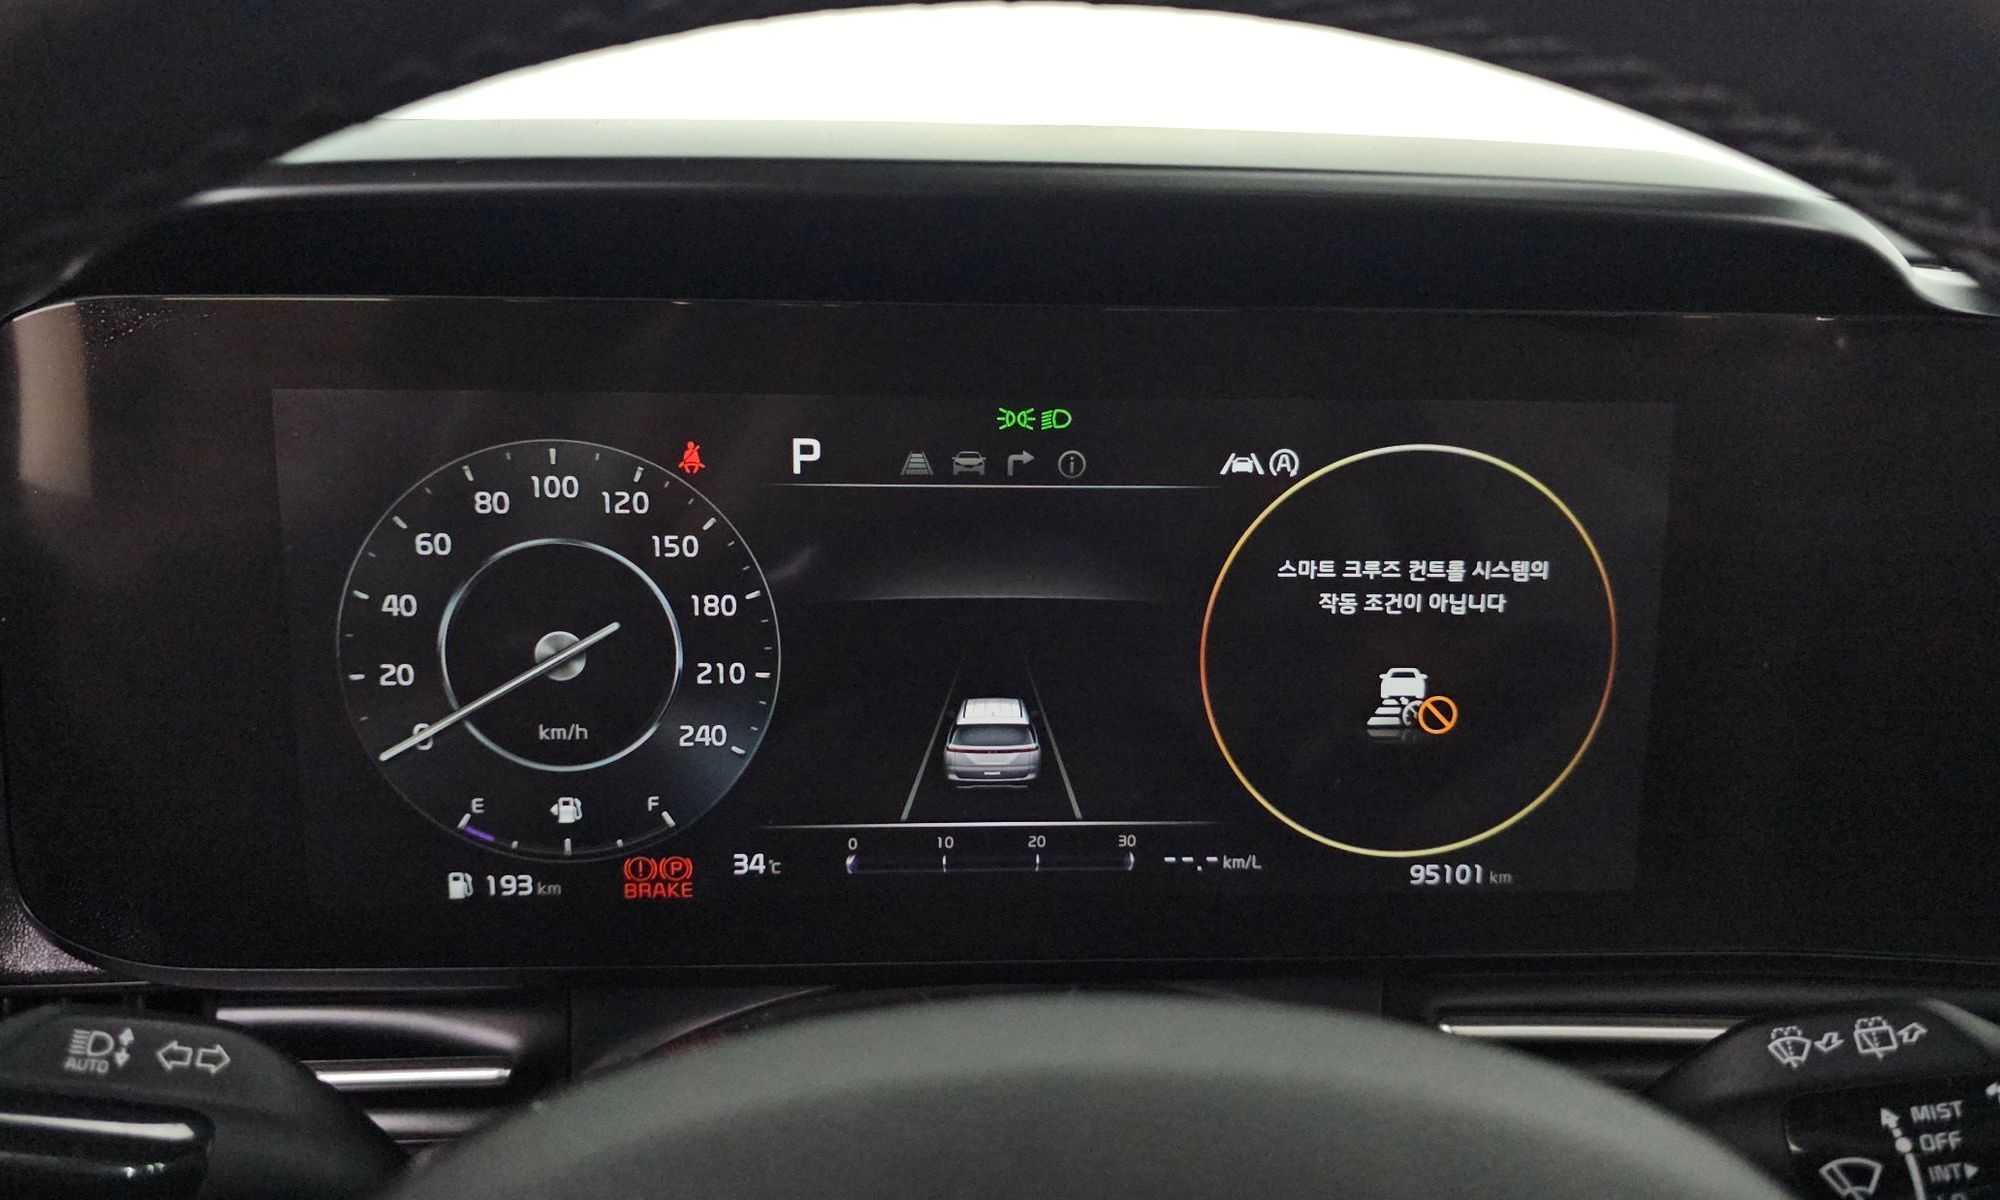 P
100
80
120
60
150
40
180
20
210
0
240
km/h
E
F
193 km
BRAKE
34 ℃
0 10 20 30
--.- km/L
스마트 크루즈 컨트롤 시스템의
작동 조건이 아닙니다
95101 km
AUTO
MIST
OFF
INT